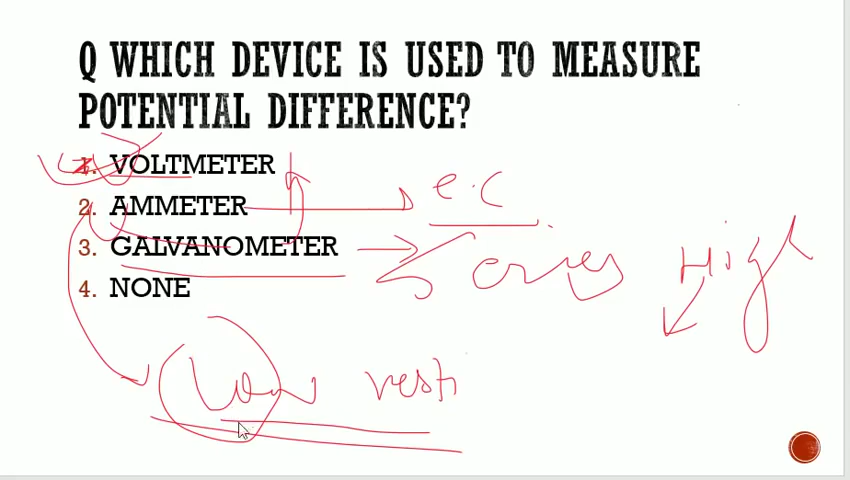 Q WHICH DEVICE IS USED TO MEASURE
POTENTIAL DIFFERENCE?
1. VOLTMETER
2. AMMETER
e.c
3. GALVANOMETER
Series
High
4. NONE
Low resti